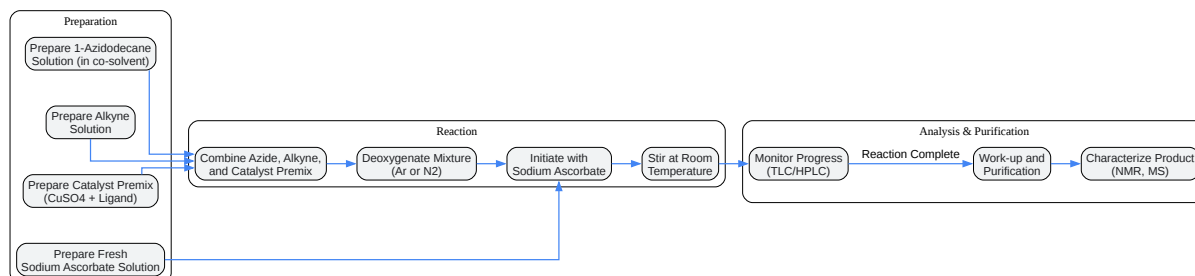 Preparation
Prepare 1-Azidodecane
Solution (in co-solvent)
Prepare Alkyne
Solution
Prepare Catalyst Premix
(CuSO4 + Ligand)
Prepare Fresh
Sodium Ascorbate Solution
Reaction
Combine Azide, Alkyne,
and Catalyst Premix
Deoxygenate Mixture
(Ar or N2)
Initiate with
Sodium Ascorbate
Stir at Room
Temperature
Analysis & Purification
Monitor Progress
(TLC/HPLC)
Reaction Complete
Work-up and
Purification
Characterize Product
(NMR, MS)